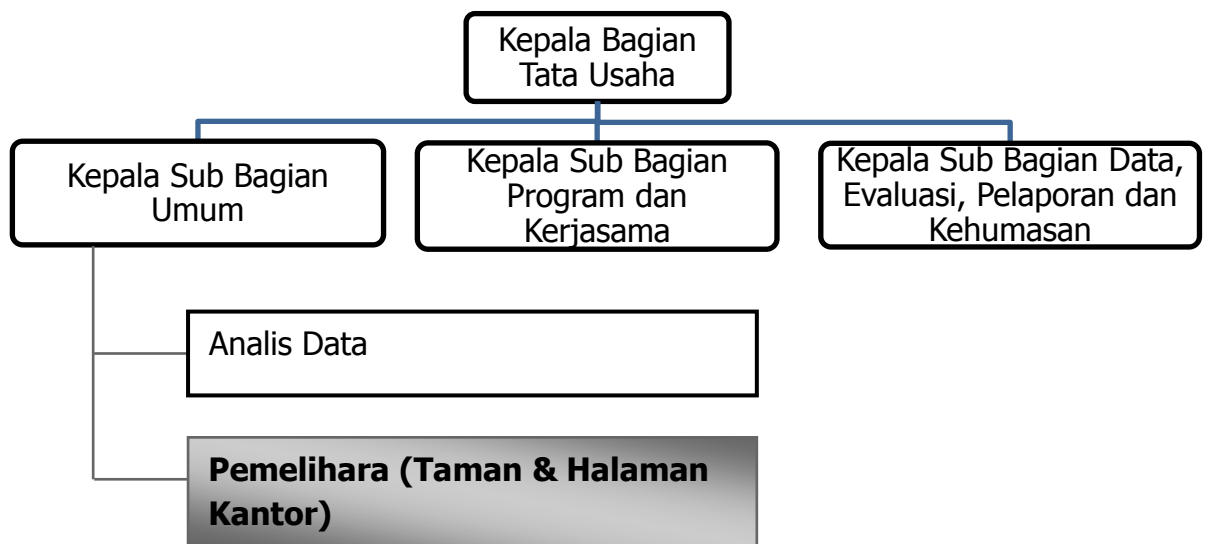 Kepala Bagian
Tata Usaha
Kepala Sub Bagian
Umum
Kepala Sub Bagian
Program dan
Kerjasama
Kepala Sub Bagian Data,
Evaluasi, Pelaporan dan
Kehumasan
Analis Data
Pemelihara (Taman & Halaman
Kantor)